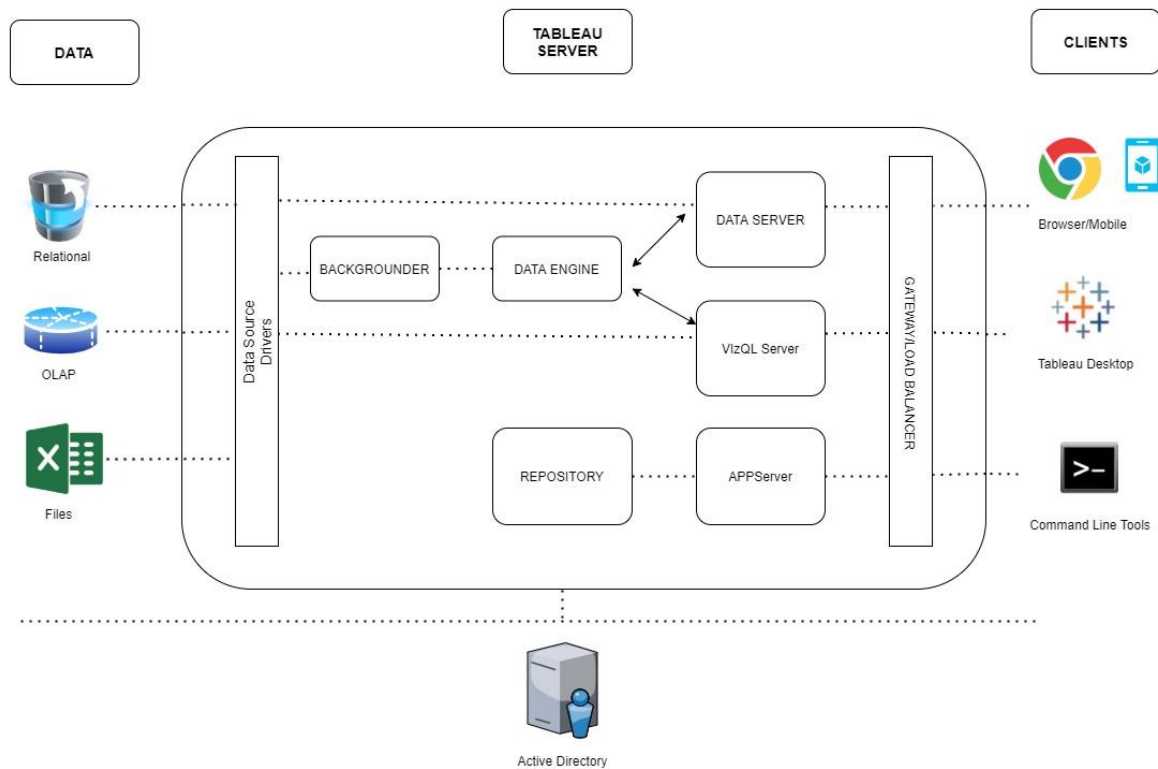 DATA
TABLEAU
SERVER
CLIENTS
Relational
OLAP
Files
Data Source
Drivers
BACKGROUNDER
DATA ENGINE
DATA SERVER
VIzQL Server
REPOSITORY
APPServer
GATEWAY/LOAD BALANCER
Browser/Mobile
Tableau Desktop
Command Line Tools
Active Directory